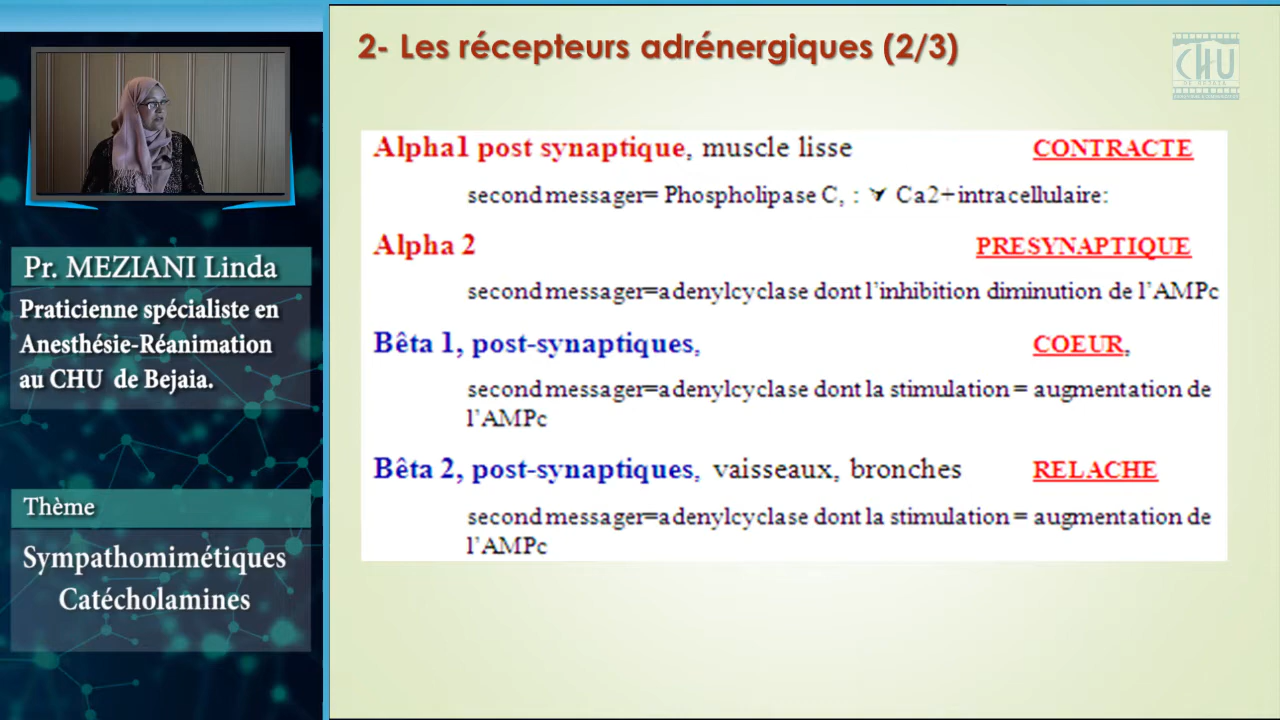 2- Les récepteurs adrénergiques (2/3)
CHU
Alpha1 post synaptique, muscle lisse CONTRACTE
second messager= Phospholipase C, : Ca2+intracellulaire:
Alpha 2 PRESYNAPTIQUE
second messager=adenylcyclase dont l'inhibition diminution de l'AMPc
Bêta 1, post-synaptiques, COEUR,
second messager=adenylcyclase dont la stimulation = augmentation de
l'AMPc
Bêta 2, post-synaptiques, vaisseaux, bronches RELACHE
second messager=adenylcyclase dont la stimulation = augmentation de
l'AMPc
Pr. MEZIANI Linda
Praticienne spécialiste en
Anesthésie-Réanimation
au CHU de Bejaia.
Thème
Sympathomimétiques
Catécholamines